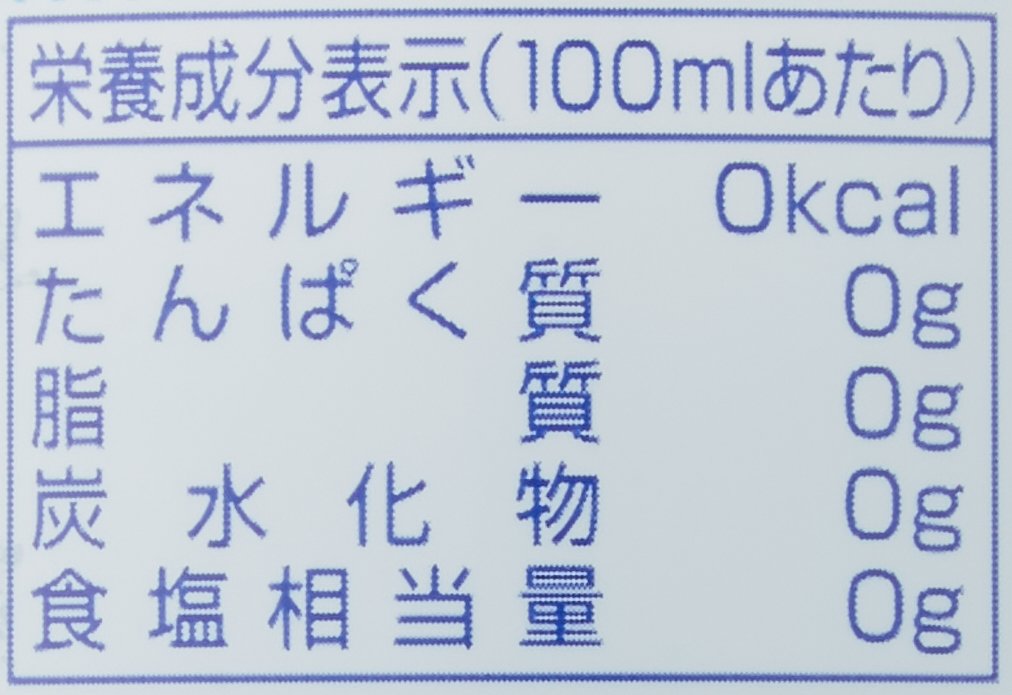 栄養成分表示(100mlあたり)
エネルギー 0kcal
たんぱく質 0g
脂質 0g
炭水化物 0g
食塩相当量 0g